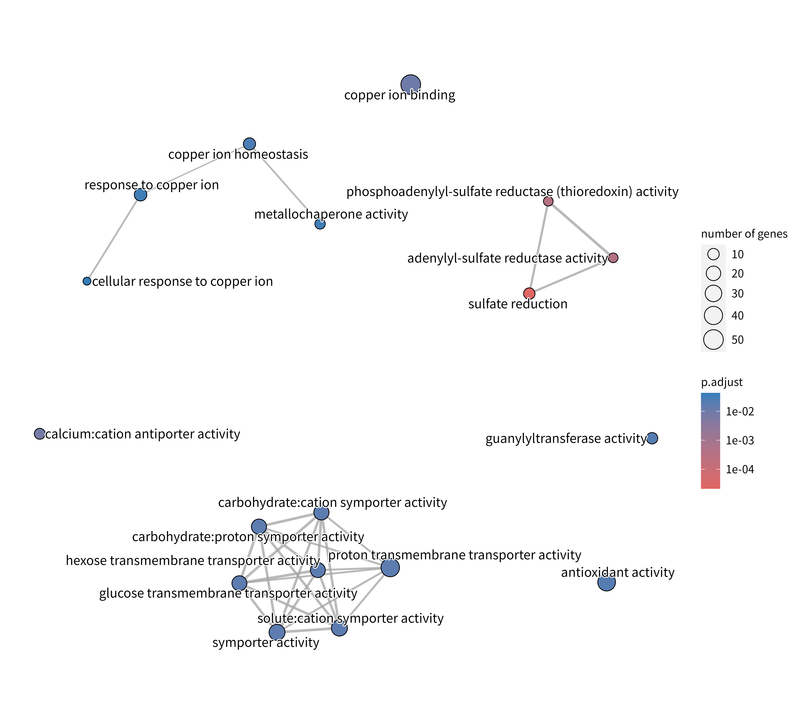 copper ion binding
copper ion homeostasis
response to copper ion
phosphoadenylyl-sulfate reductase (thioredoxin) activity
metallochaperone activity
number of genes
10
adenylyl-sulfate reductase activity
20
cellular response to copper ion
30
sulfate reduction
40
50
p.adjust
1e-02
calcium:cation antiporter activity
guanylyltransferase activity
1e-03
1e-04
carbohydrate:cation symporter activity
carbohydrate:proton symporter activity
proton transmembrane transporter activity
hexose transmembrane transporter activity
antioxidant activity
glucose transmembrane transporter activity
solute:cation symporter activity
symporter activity